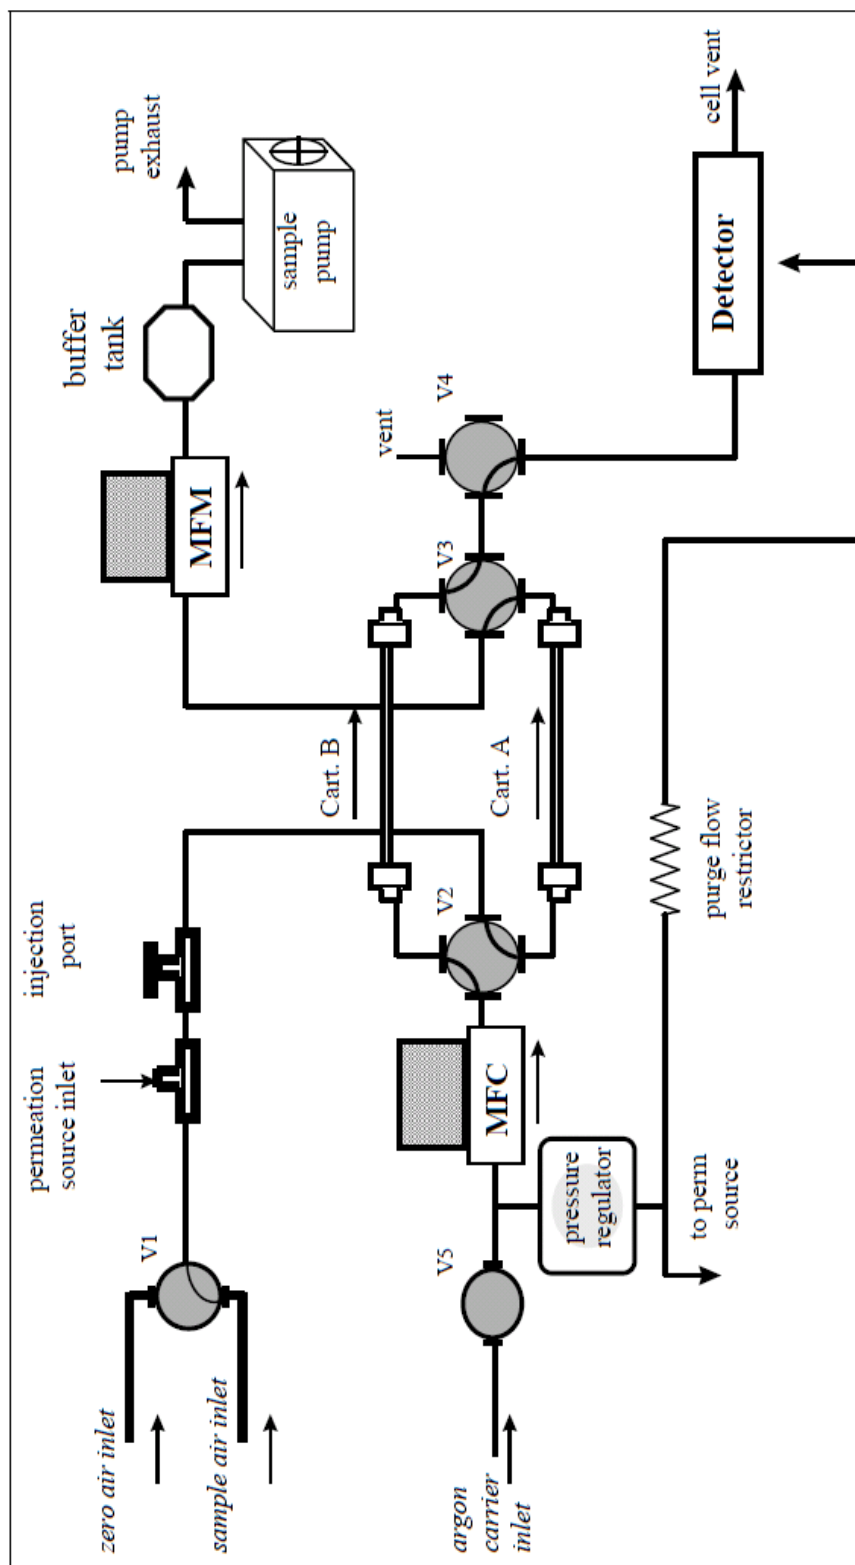 zero air inlet
sample air inlet
V1
permeation
source inlet
injection
port
MFM
buffer
tank
pump
exhaust
sample
pump
argon
carrier
inlet
V5
MFC
V2
Cart. B
Cart. A
V3
vent
V4
Detector
cell vent
pressure
regulator
to perm
source
purge flow
restrictor